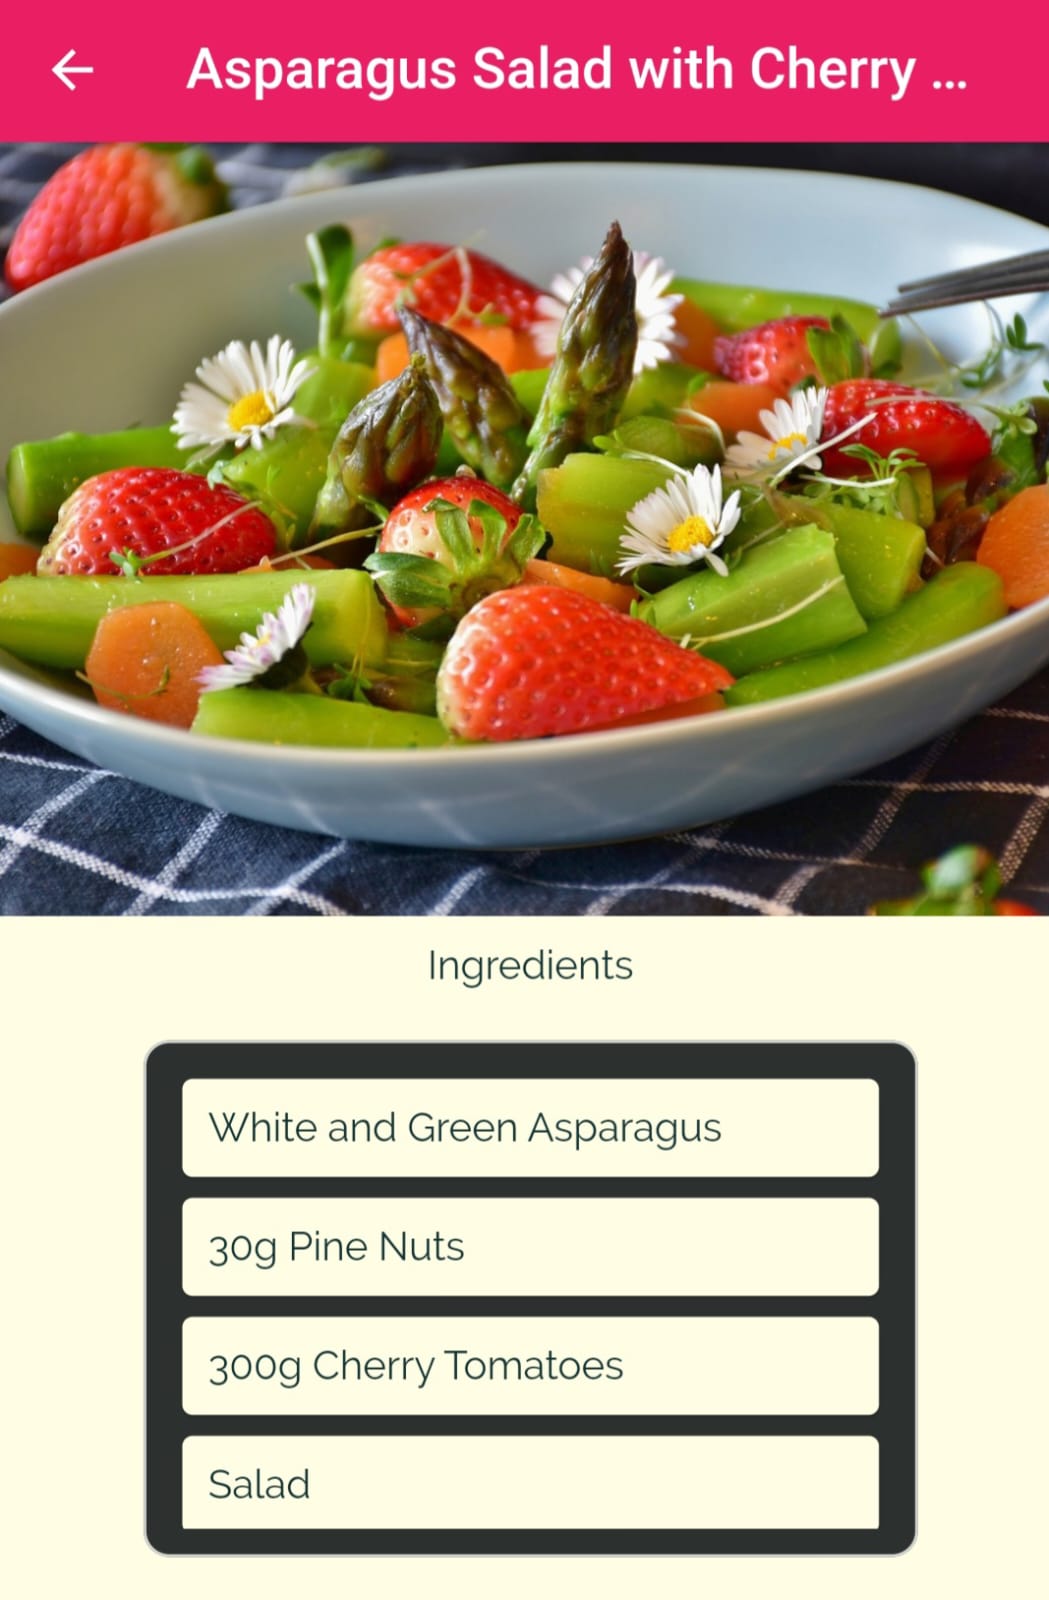 Asparagus Salad with Cherry ...
Ingredients
White and Green Asparagus
30g Pine Nuts
300g Cherry Tomatoes
Salad